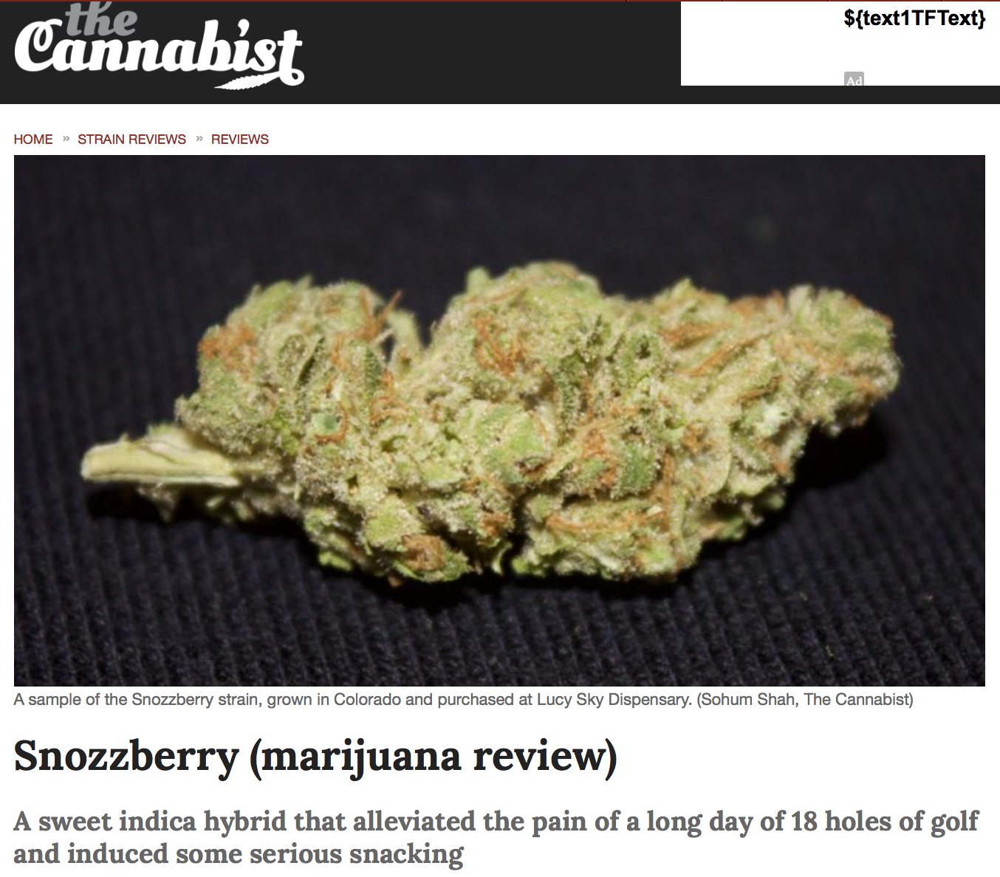 the
Cannabist
${text1TFText}
Ad
HOME » STRAIN REVIEWS » REVIEWS
A sample of the Snozzberry strain, grown in Colorado and purchased at Lucy Sky Dispensary. (Sohum Shah, The Cannabist)
Snozzberry (marijuana review)
A sweet indica hybrid that alleviated the pain of a long day of 18 holes of golf
and induced some serious snacking